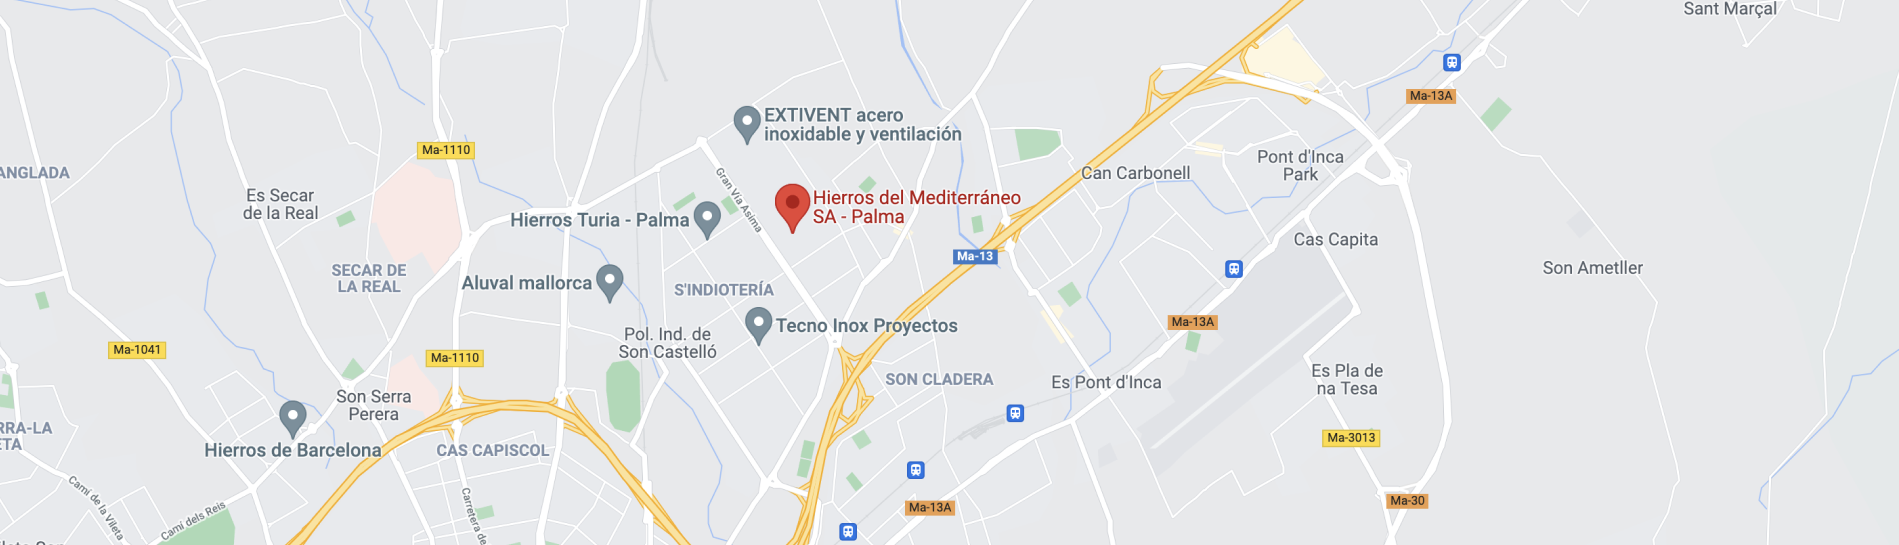 Sant Marçal
Ma-13A
EXTIVENT acero
inoxidable y ventilación
Ma-1110
Pont d'Inca
Park
Can Carbonell
ANGLADA
Es Secar
de la Real
Gran Vía Asima
Hierros del Mediterráneo
SA - Palma
Hierros Turia - Palma
Cas Capita
Ma-13
Son Ametller
SECAR DE
LA REAL
Aluval mallorca
S'INDIOTERÍA
Tecno Inox Proyectos
Ma-13A
Pol. Ind. de
Son Castelló
Ma-1041
Ma-1110
SON CLADERA
Es Pont d'Inca
Es Pla de
na Tesa
Son Serra
Perera
RRA-LA
ETA
Hierros de Barcelona
CAS CAPISCOL
Ma-3013
Camí de la Vileta
Camí dels Reis
Carretera de
Ma-13A
Ma-30